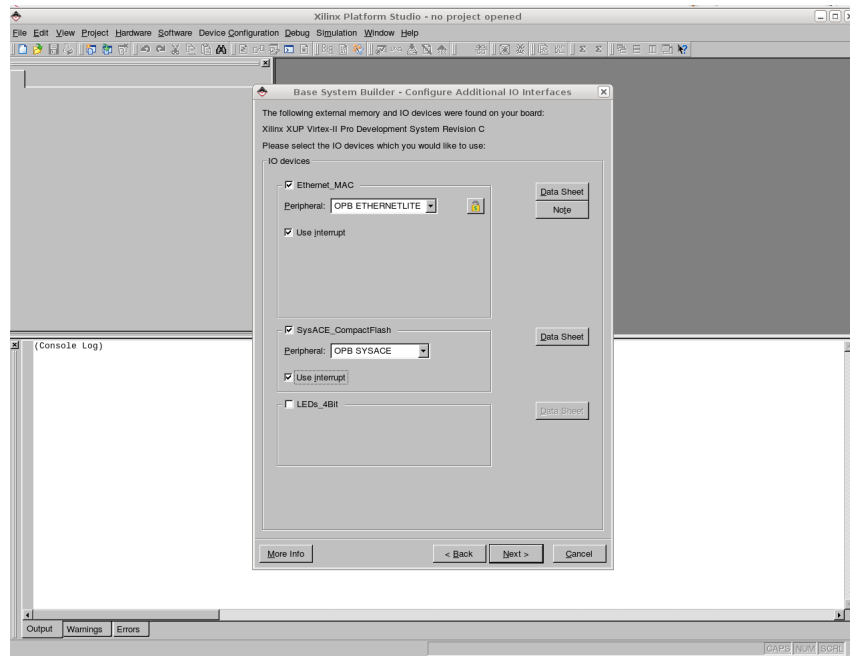 Xilinx Platform Studio - no project opened
File Edit View Project Hardware Software Device Configuration Debug Simulation Window Help
Base System Builder - Configure Additional IO Interfaces
The following external memory and IO devices were found on your board:
Xilinx XUP Virtex-II Pro Development System Revision C
Please select the IO devices which you would like to use:
IO devices
Ethernet_MAC
Data Sheet
Peripheral: OPB ETHERNETLITE
Note
Use interrupt
(Console Log)
SysACE_CompactFlash
Data Sheet
Peripheral: OPB SYSACE
Use interrupt
LEDs_4Bit
Data Sheet
More Info < Back Next > Cancel
Output Warnings Errors
CAPS NUM SCRL